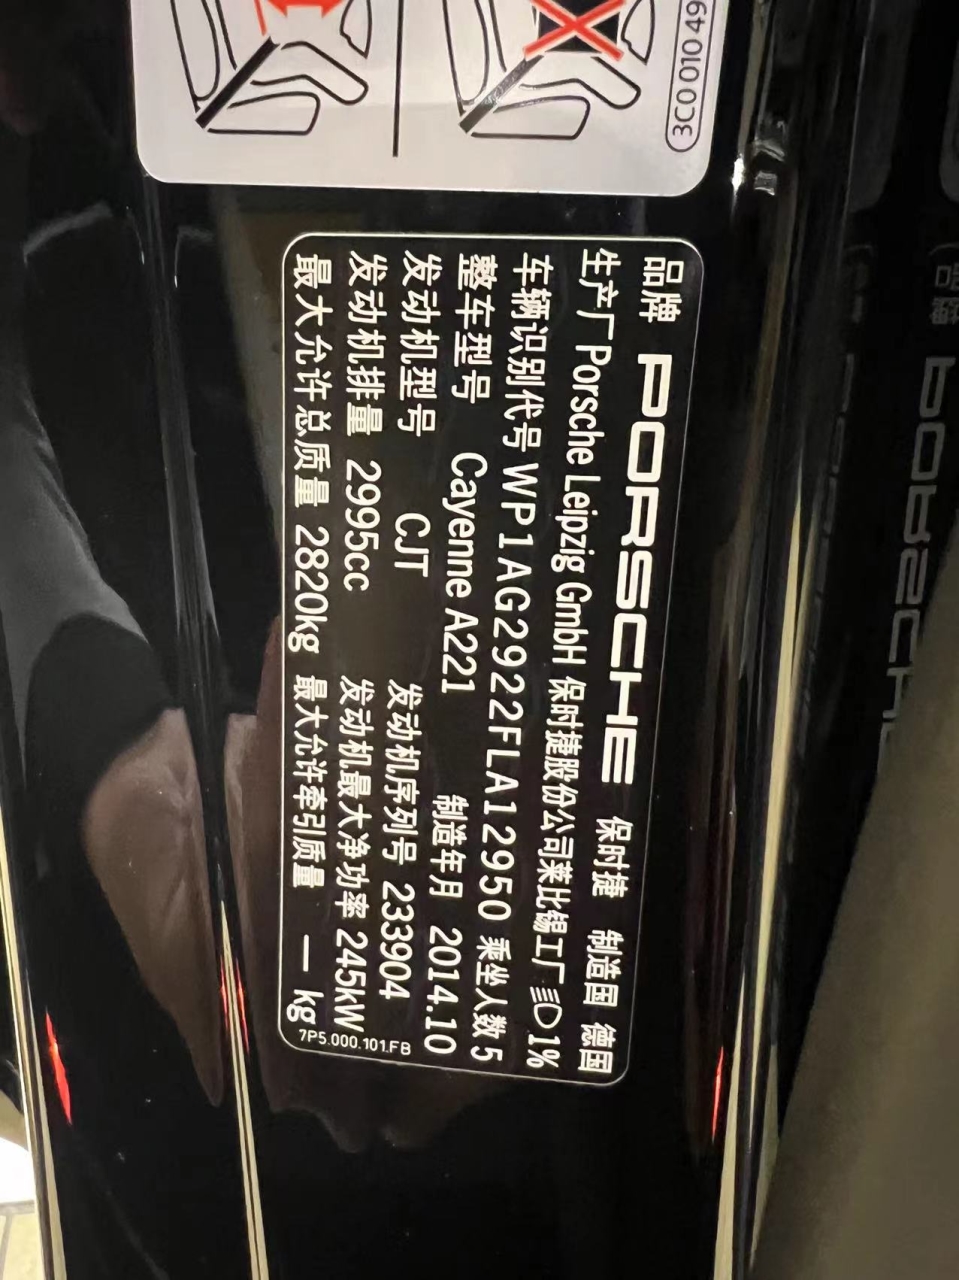 3C0 010 49
品牌 PORSCHE 保时捷 制造国 德国
生产厂 Porsche Leipzig GmbH 保时捷股份公司莱比锡工厂 1%
车辆识别代号 WP1AG2922FLA12950 乘坐人数 5
整车型号 Cayenne A221 制造年月 2014.10
发动机型号 CJT 发动机序列号 233904
发动机排量 2995cc 发动机最大净功率 245kW
最大允许总质量 2820kg 最大允许牵引质量 — kg
7P5.000.101.FB